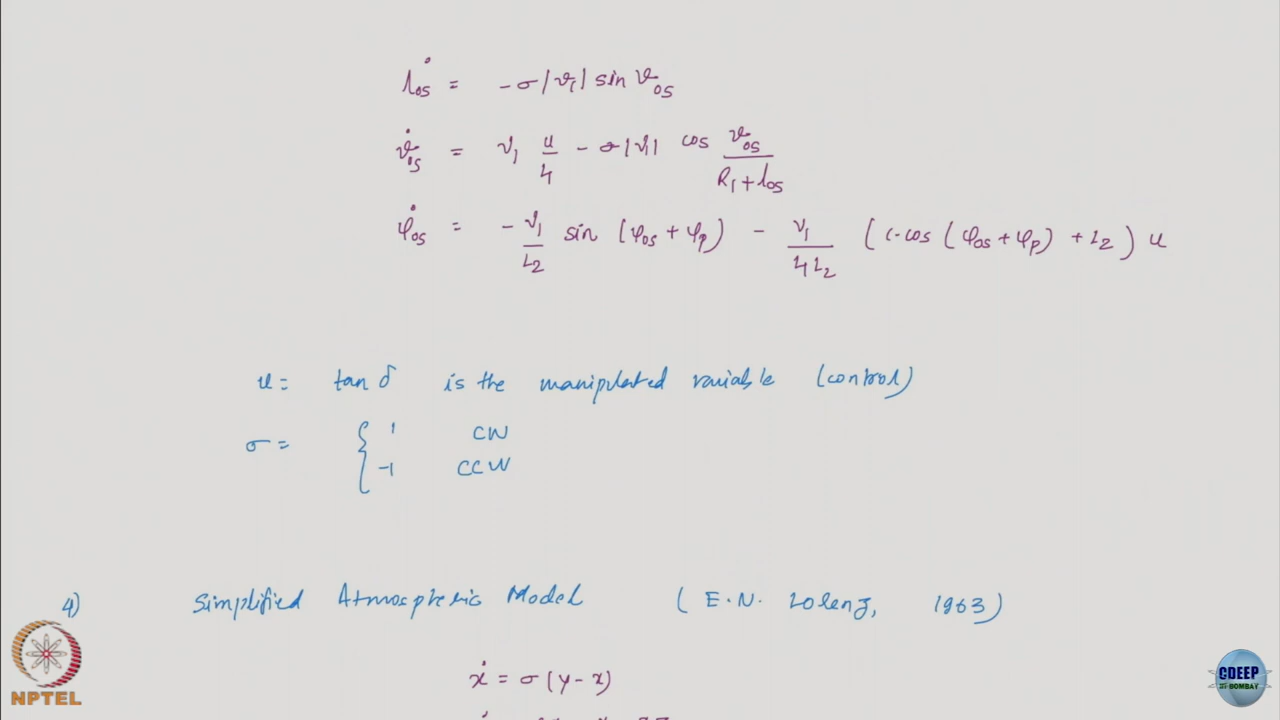 l̇os = -σ|v₁| sin ϑos
ϑ̇os = v₁ u/4 - σ|v₁| cos ϑos/(R₁+los)
φ̇os = -v₁/L₂ sin (φos + φp) - v₁/(L₁L₂) (c·cos (φos+φp) + L₂) u
u = tan δ is the manipulated variable (control)
σ = { 1 CW
-1 CCW
4) Simplified Atmospheric Model (E.N. Lorenz, 1963)
ẋ = σ(y-x)
NPTEL
CDEEP
IIT BOMBAY